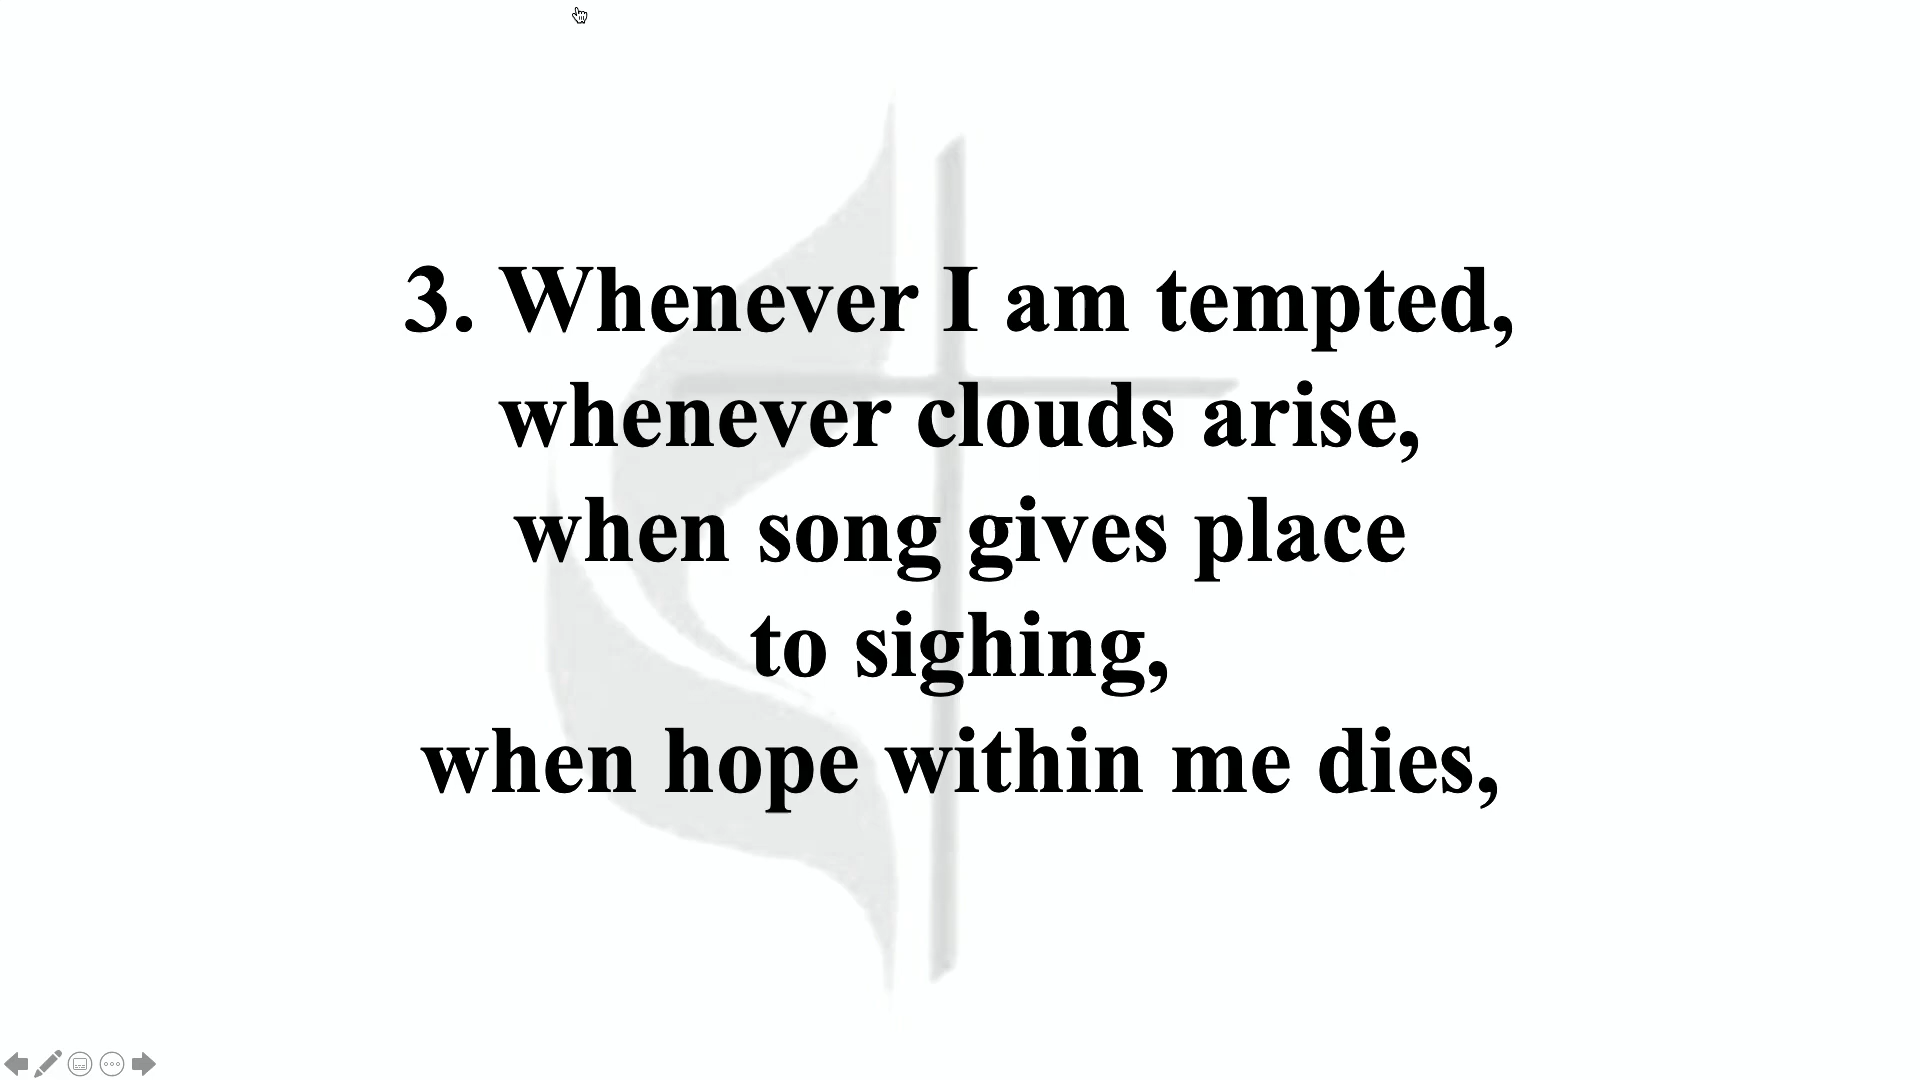 3. Whenever I am tempted,
whenever clouds arise,
when song gives place
to sighing,
when hope within me dies,